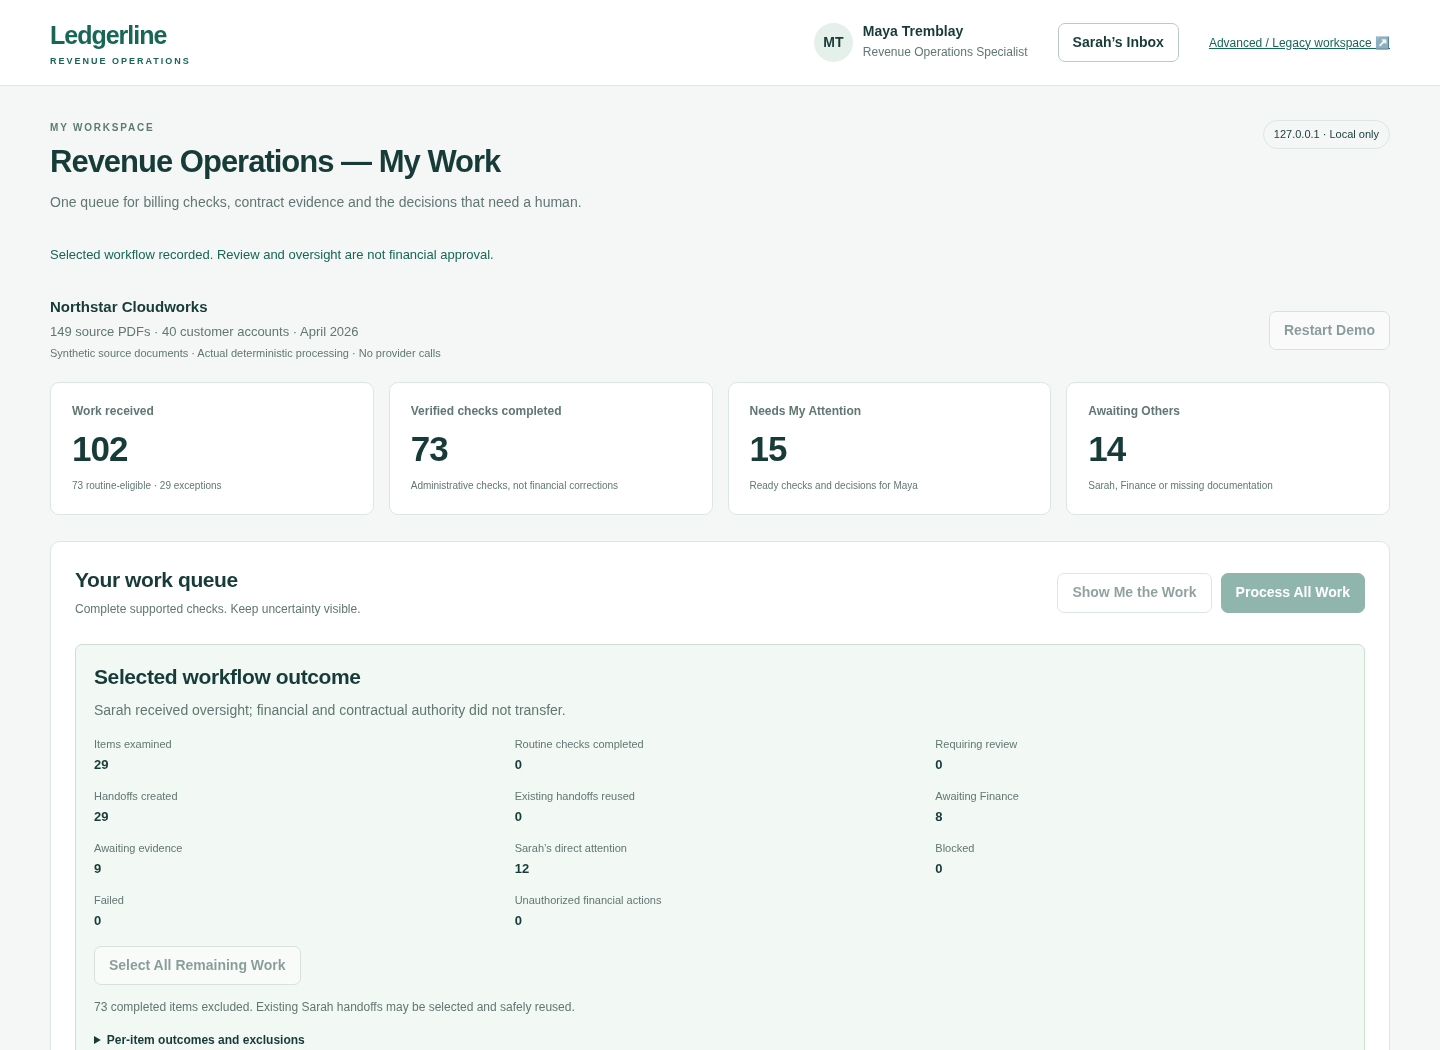 Ledgerline
REVENUE OPERATIONS
MT
Maya Tremblay
Revenue Operations Specialist
Sarah’s Inbox
Advanced / Legacy workspace ↗
MY WORKSPACE
127.0.0.1 · Local only
Revenue Operations — My Work
One queue for billing checks, contract evidence and the decisions that need a human.
Selected workflow recorded. Review and oversight are not financial approval.
Northstar Cloudworks
149 source PDFs · 40 customer accounts · April 2026
Synthetic source documents · Actual deterministic processing · No provider calls
Restart Demo
Work received
102
73 routine-eligible · 29 exceptions
Verified checks completed
73
Administrative checks, not financial corrections
Needs My Attention
15
Ready checks and decisions for Maya
Awaiting Others
14
Sarah, Finance or missing documentation
Your work queue
Complete supported checks. Keep uncertainty visible.
Show Me the Work
Process All Work
Selected workflow outcome
Sarah received oversight; financial and contractual authority did not transfer.
Items examined
29
Routine checks completed
0
Requiring review
0
Handoffs created
29
Existing handoffs reused
0
Awaiting Finance
8
Awaiting evidence
9
Sarah’s direct attention
12
Blocked
0
Failed
0
Unauthorized financial actions
0
Select All Remaining Work
73 completed items excluded. Existing Sarah handoffs may be selected and safely reused.
Per-item outcomes and exclusions